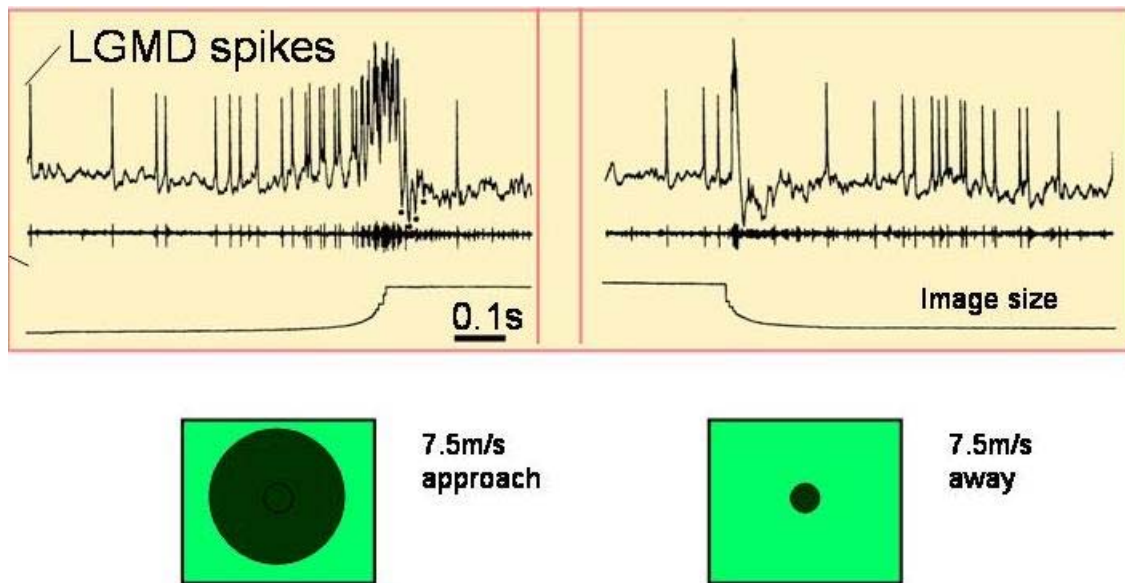 LGMD spikes
0.1s
Image size
7.5m/s
approach
7.5m/s
away